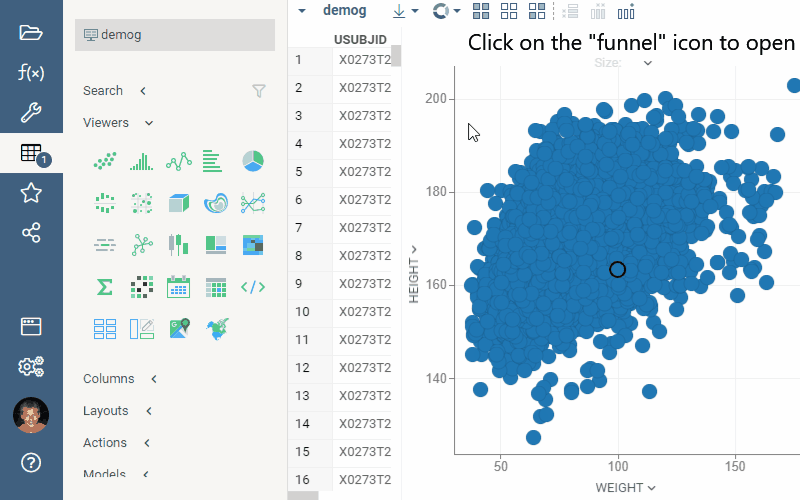 demog
Click on the "funnel" icon to open
demog
Search
Viewers
Columns
Layouts
Actions
Models
f(x)
1
USUBJID
1 X0273T2
2 X0273T2
3 X0273T2
4 X0273T2
5 X0273T2
6 X0273T2
7 X0273T2
8 X0273T2
9 X0273T2
10 X0273T2
11 X0273T2
12 X0273T2
13 X0273T2
14 X0273T2
15 X0273T2
16 X0273T2
Size:
200
180
160
140
HEIGHT
50 100 150
WEIGHT